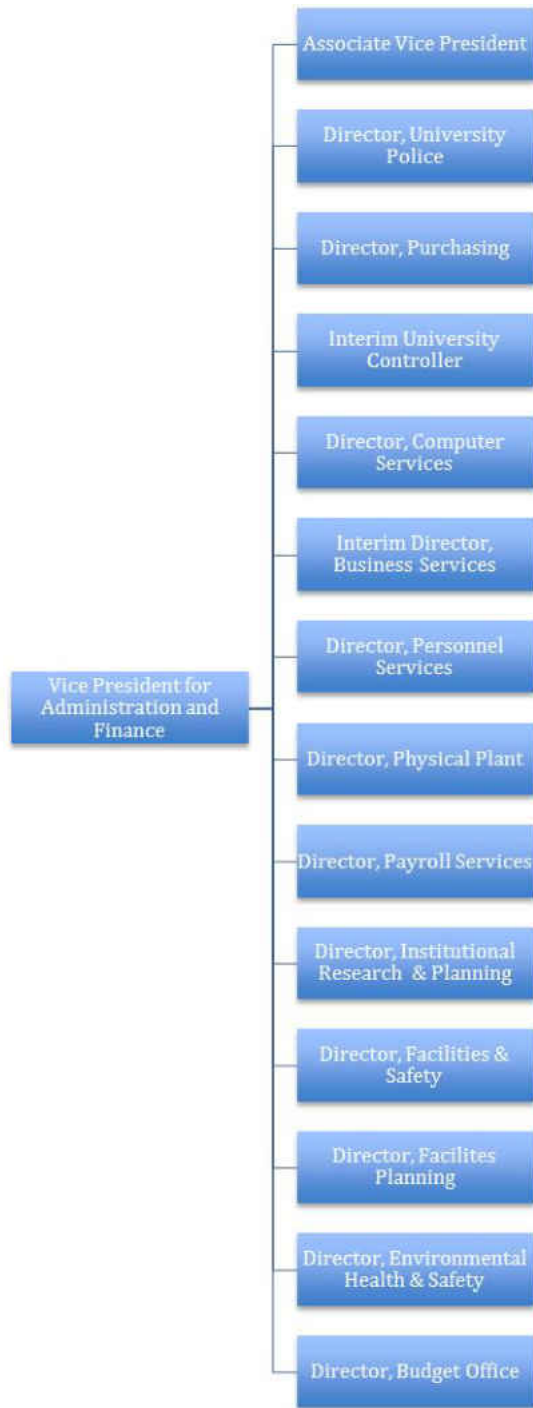 Associate Vice President
Director, University
Police
Director, Purchasing
Interim University
Controller
Director, Computer
Services
Interim Director,
Business Services
Director, Personnel
Services
Vice President for
Administration and
Finance
Director, Physical Plant
Director, Payroll Services
Director, Institutional
Research & Planning
Director, Facilities &
Safety
Director, Facilites
Planning
Director, Environmental
Health & Safety
Director, Budget Office